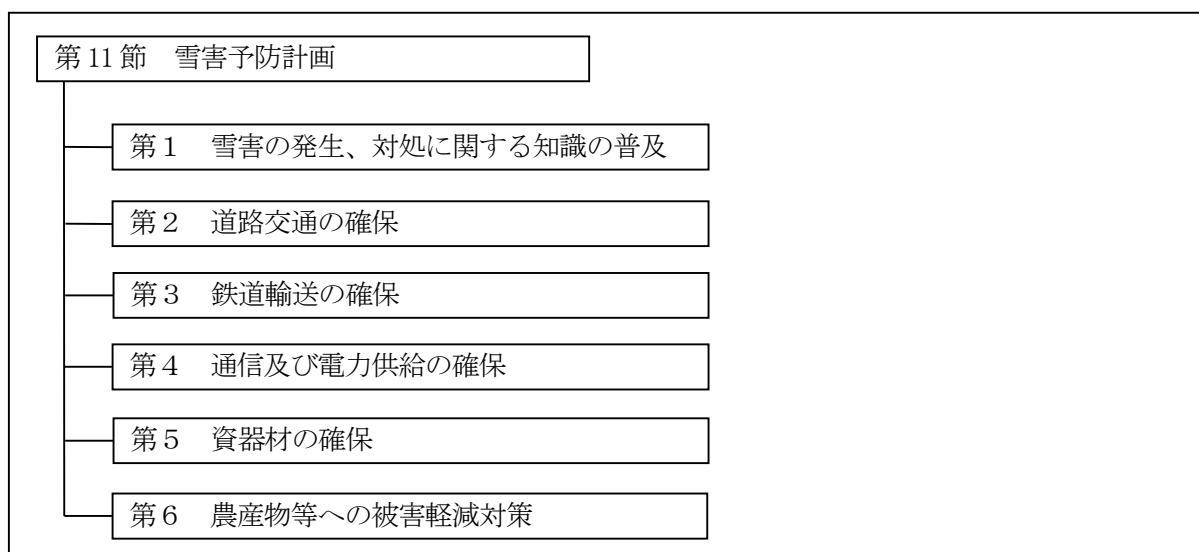 第11節　雪害予防計画
第１　雪害の発生、対処に関する知識の普及
第２　道路交通の確保
第３　鉄道輸送の確保
第４　通信及び電力供給の確保
第５　資器材の確保
第６　農産物等への被害軽減対策